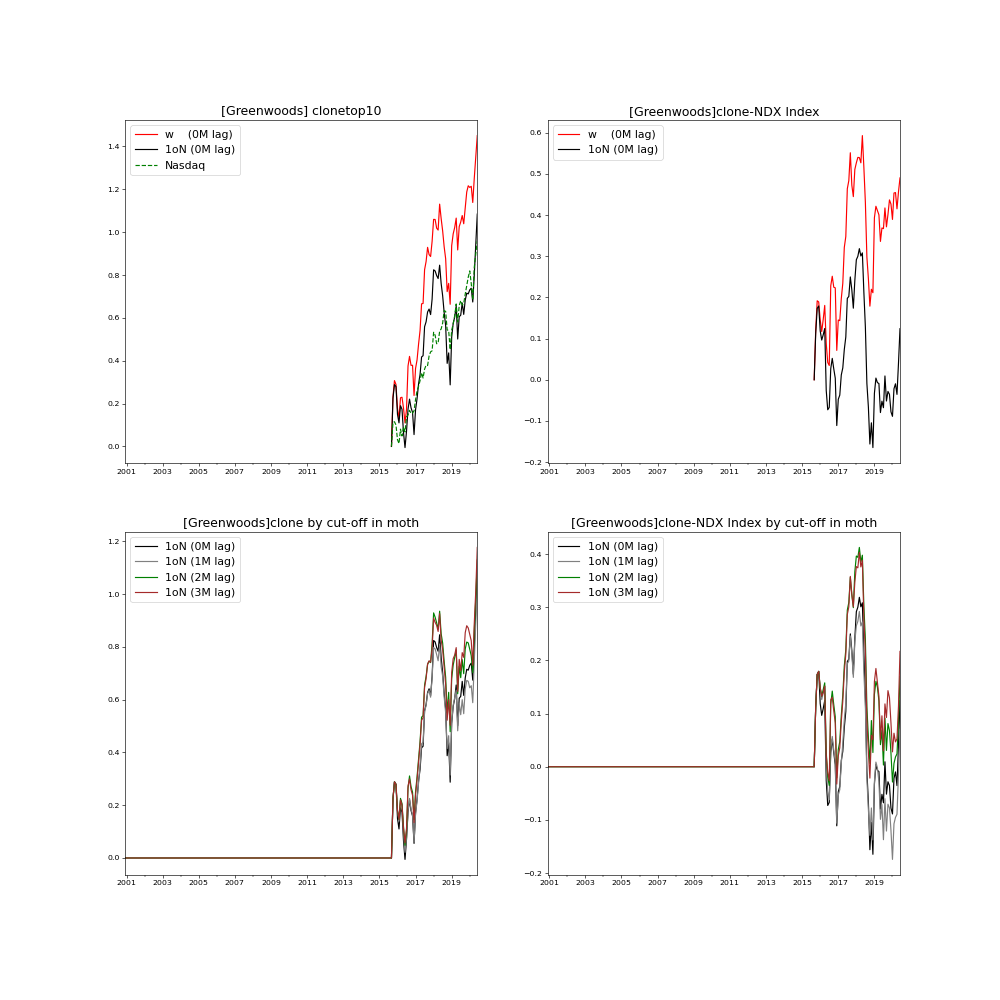 [Greenwoods] clonetop10
w    (0M lag)
1oN (0M lag)
Nasdaq
1.4
1.2
1.0
0.8
0.6
0.4
0.2
0.0
2001 2003 2005 2007 2009 2011 2013 2015 2017 2019
[Greenwoods]clone-NDX Index
w    (0M lag)
1oN (0M lag)
0.6
0.5
0.4
0.3
0.2
0.1
0.0
−0.1
−0.2
2001 2003 2005 2007 2009 2011 2013 2015 2017 2019
[Greenwoods]clone by cut-off in moth
1oN (0M lag)
1oN (1M lag)
1oN (2M lag)
1oN (3M lag)
1.2
1.0
0.8
0.6
0.4
0.2
0.0
2001 2003 2005 2007 2009 2011 2013 2015 2017 2019
[Greenwoods]clone-NDX Index by cut-off in moth
1oN (0M lag)
1oN (1M lag)
1oN (2M lag)
1oN (3M lag)
0.4
0.3
0.2
0.1
0.0
−0.1
−0.2
2001 2003 2005 2007 2009 2011 2013 2015 2017 2019